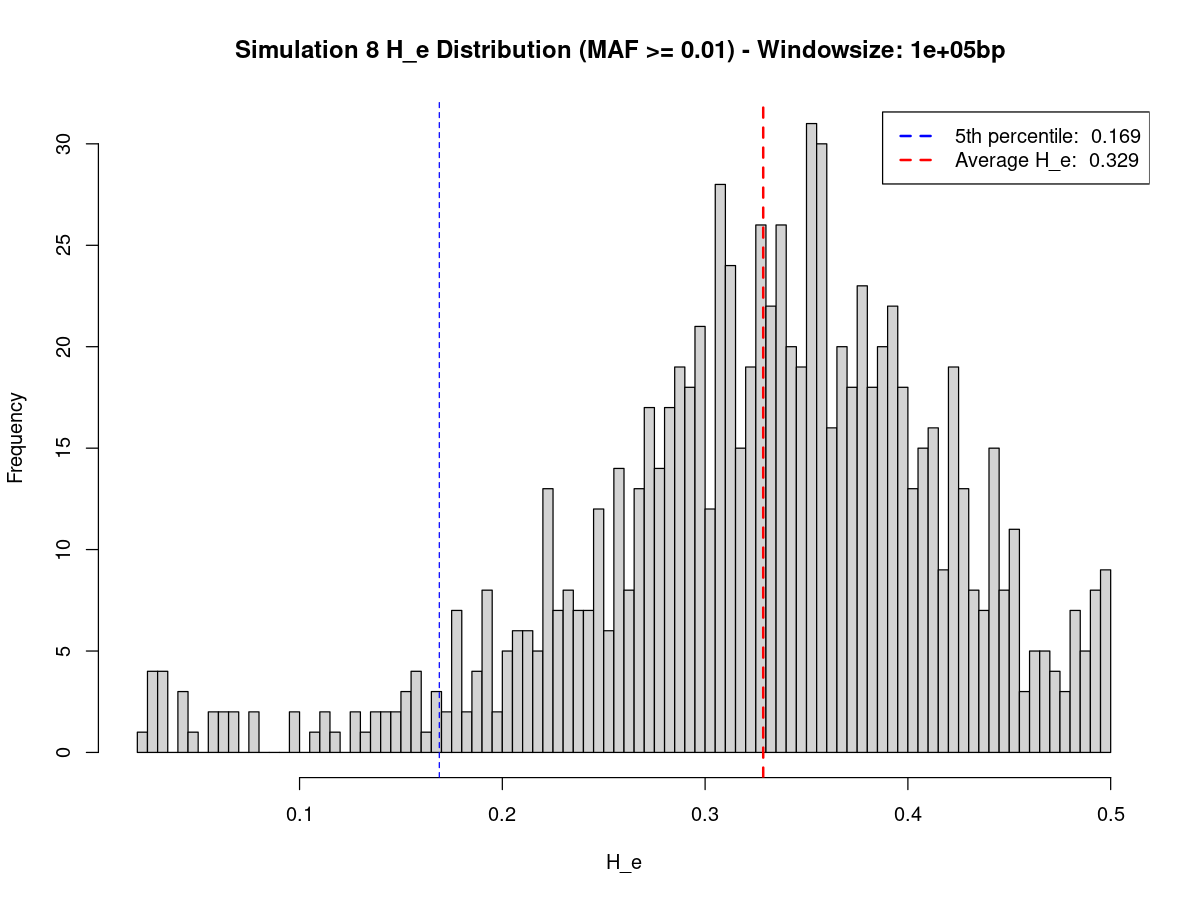 Simulation 8 H_e Distribution (MAF >= 0.01) - Windowsize: 1e+05bp
5th percentile:  0.169
Average H_e:  0.329
Frequency
30
25
20
15
10
5
0
0.1
0.2
0.3
0.4
0.5
H_e